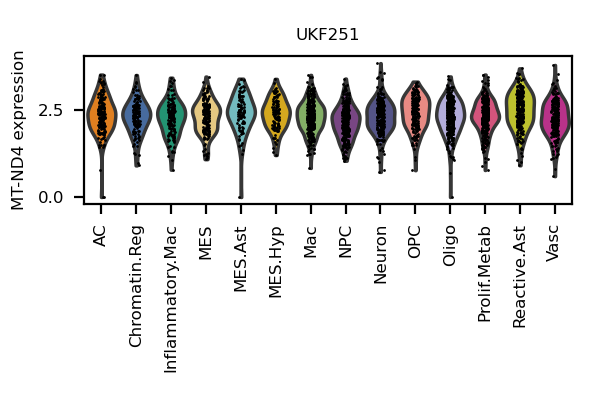 UKF251
MT-ND4 expression
2.5
0.0
AC
Chromatin.Reg
Inflammatory.Mac
MES
MES.Ast
MES.Hyp
Mac
NPC
Neuron
OPC
Oligo
Prolif.Metab
Reactive.Ast
Vasc